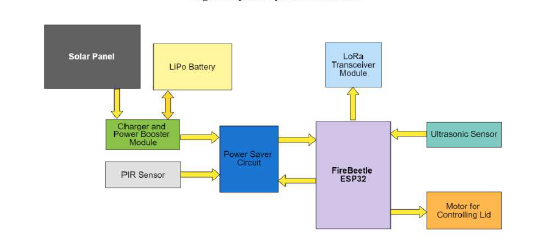 Solar Panel
LiPo Battery
LoRa
Transceiver
Module
Charger and
Power Booster
Module
Power Saver
Circuit
PIR Sensor
FireBeetle
ESP32
Ultrasonic Sensor
Motor for
Controlling Lid